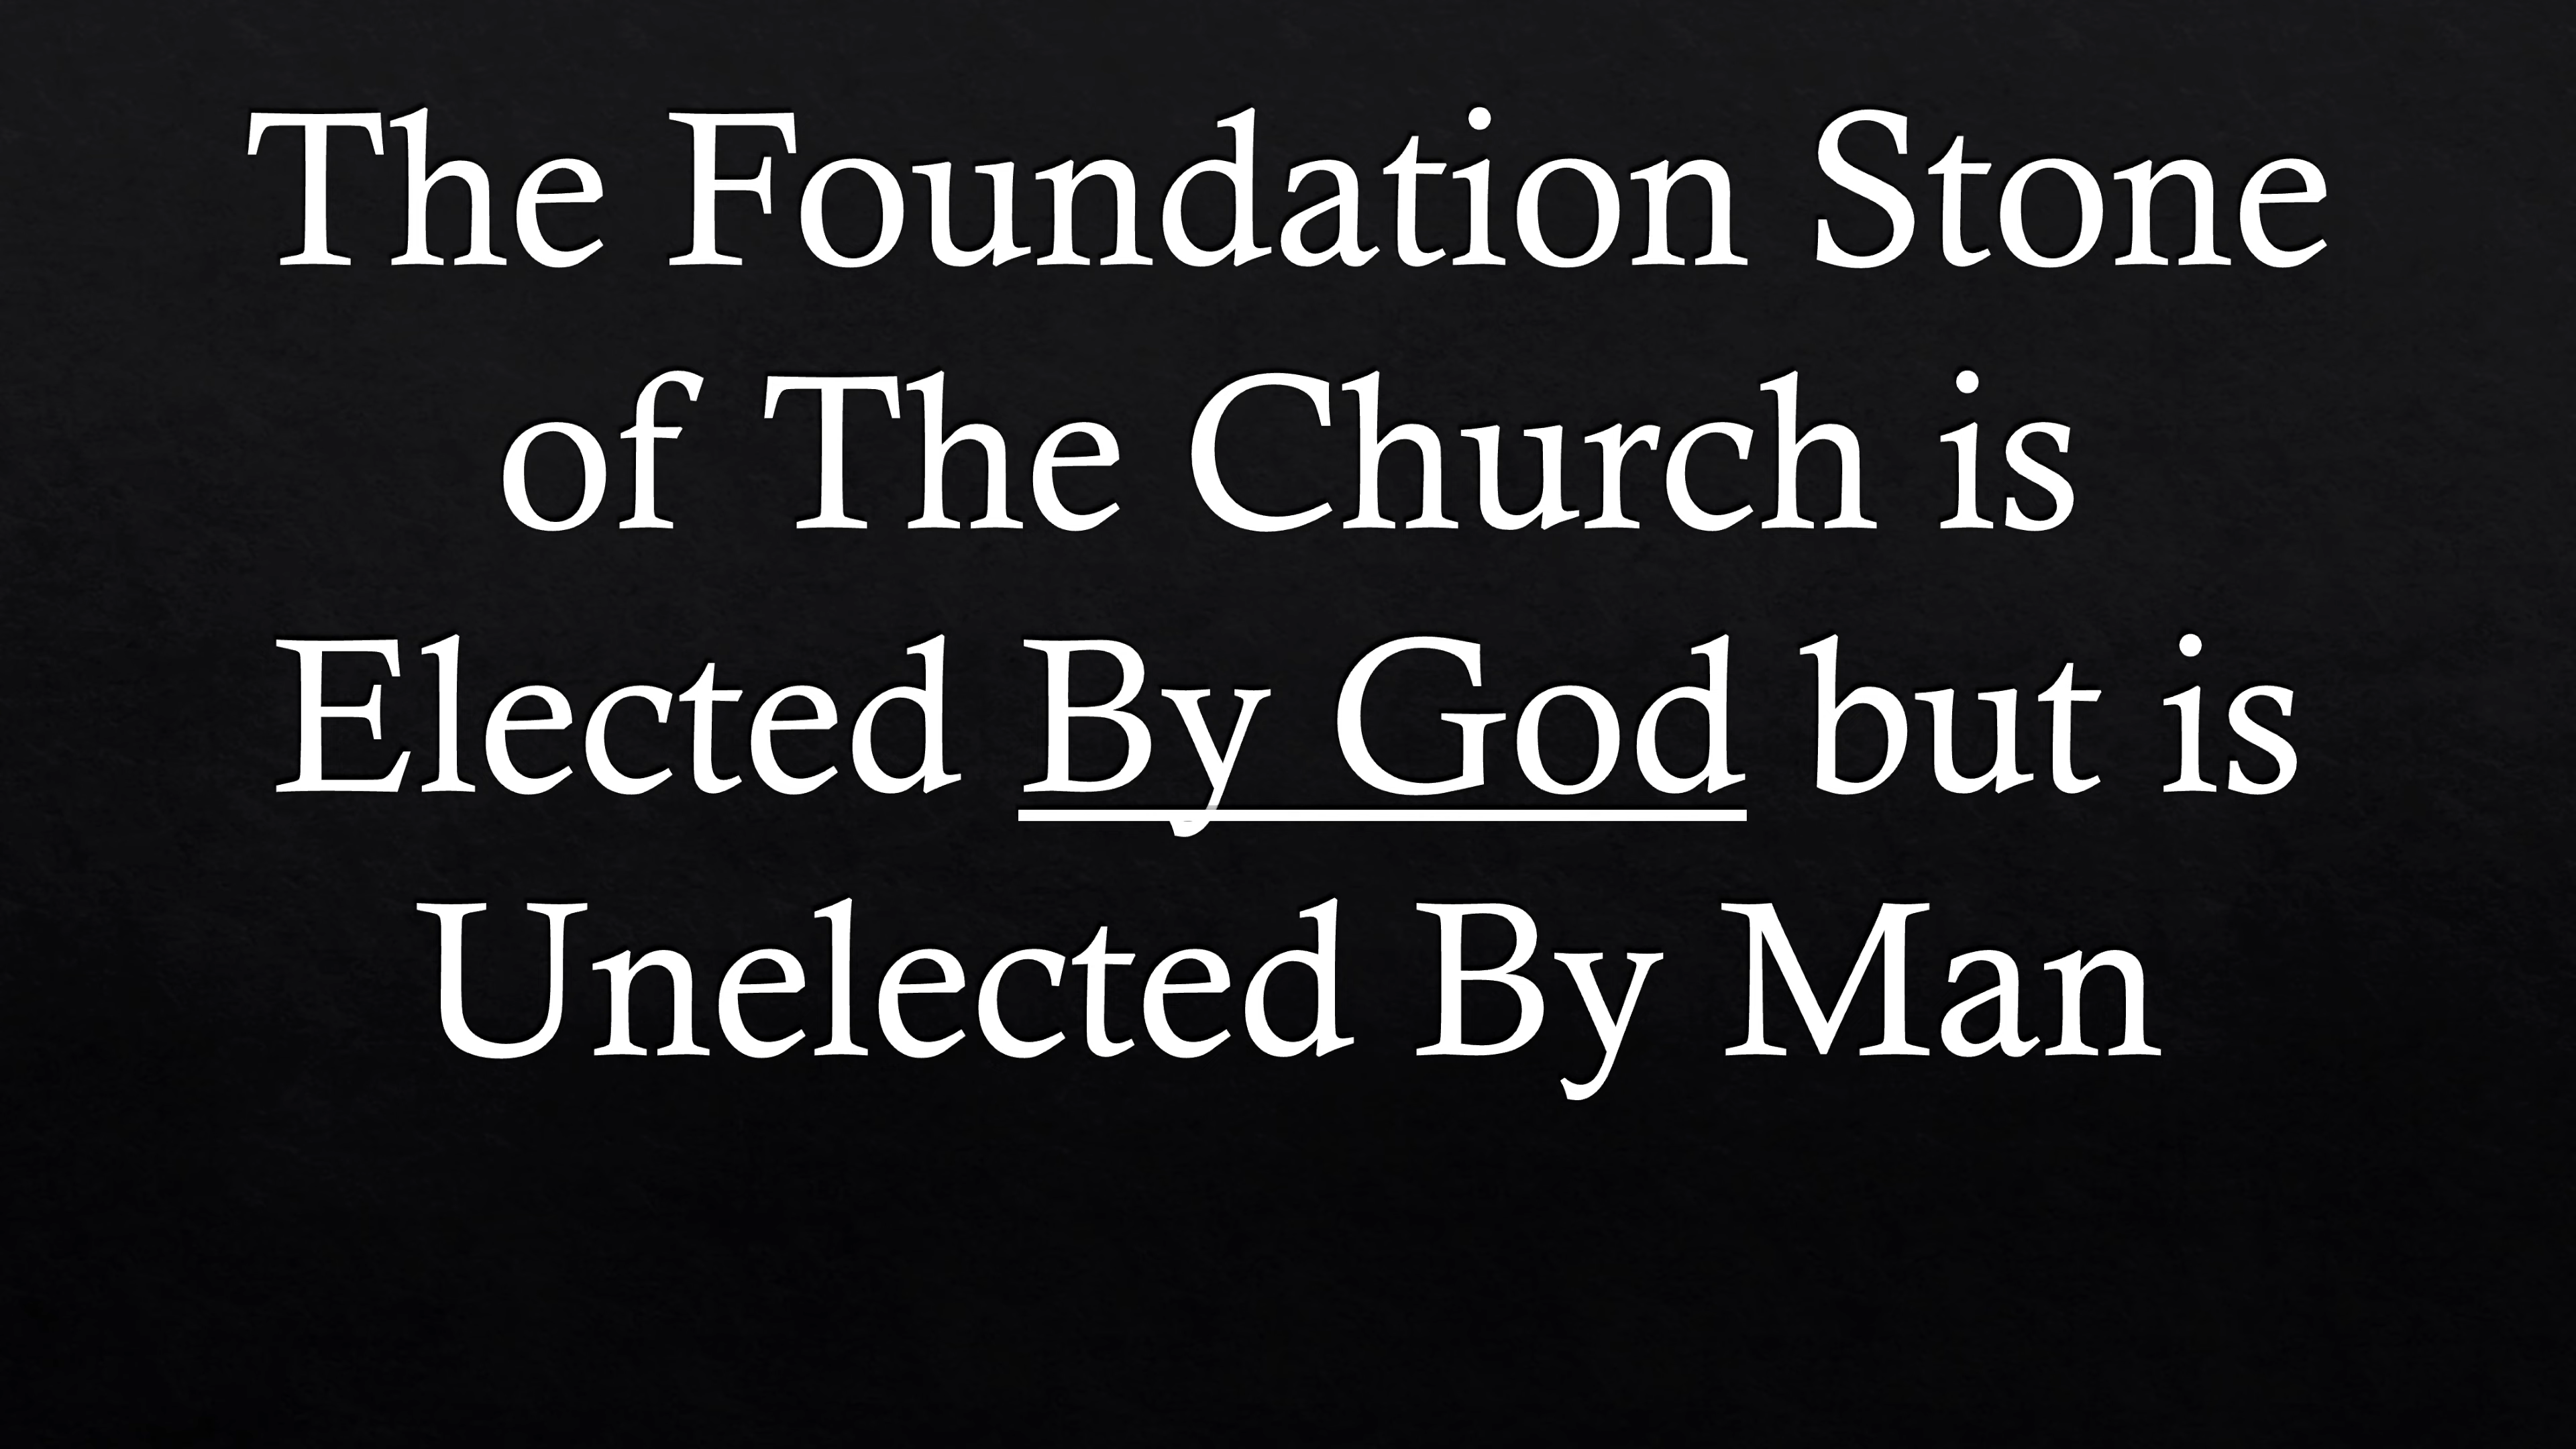 The Foundation Stone
of The Church is
Elected By God but is
Unelected By Man